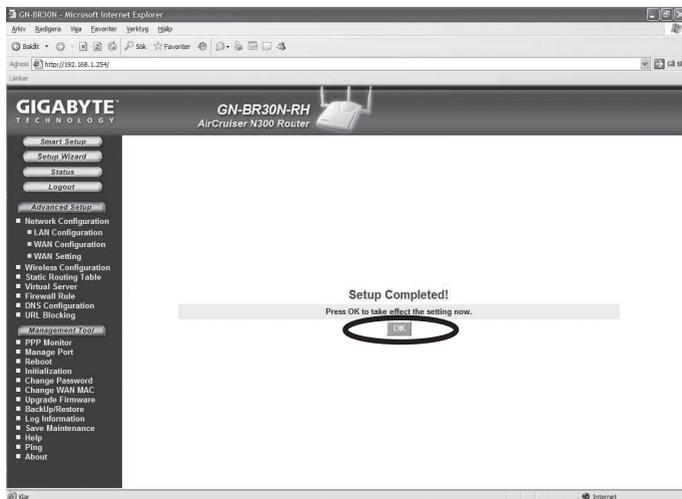 GN-BR30N - Microsoft Internet Explorer
Arkiv Redigera Visa Favoriter Verktyg Hjälp
Bakåt Sök Favoriter
Adress http://192.168.1.254/ Gå til
Länkar
GIGABYTE™
TECHNOLOGY
GN-BR30N-RH
AirCruiser N300 Router
Smart Setup
Setup Wizard
Status
Logout
Advanced Setup
Network Configuration
LAN Configuration
WAN Configuration
WAN Setting
Wireless Configuration
Static Routing Table
Virtual Server
Firewall Rule
DNS Configuration
URL Blocking
Management Tool
PPP Monitor
Manage Port
Reboot
Initialization
Change Password
Change WAN MAC
Upgrade Firmware
BackUp/Restore
Log Information
Save Maintenance
Help
Ping
About
Setup Completed!
Press OK to take effect the setting now.
OK
Klar Internet